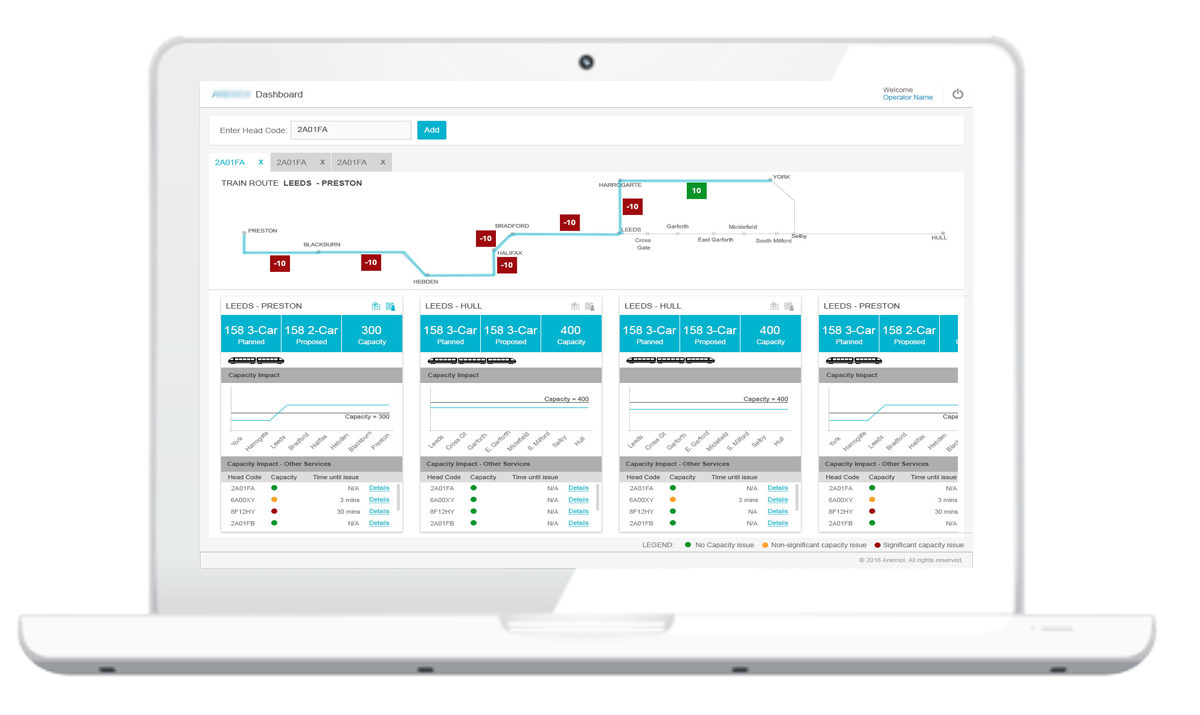 Dashboard
Welcome
Operator Name
Enter Head Code: 2A01FA Add
2A01FA X 2A01FA X 2A01FA X
TRAIN ROUTE LEEDS - PRESTON
YORK
HARROGARTE
10
-10
-10
BRADFORD
PRESTON
LEEDS
Garforth
Micklefield
Cross Gate
East Garforth
South Milford
Selby
HULL
-10
BLACKBURN
HALIFAX
-10
-10
-10
HEBDEN
LEEDS - PRESTON
158 3-Car 158 2-Car 300
Planned Proposed Capacity
Capacity Impact
Capacity = 300
York Harrogate Leeds Bradford Halifax Hebden Blackburn Preston
Capacity Impact - Other Services
Head Code Capacity Time until issue
2A01FA N/A Details
6A00XY 3 mins Details
8F12HY 30 mins Details
2A01FB N/A Details
LEEDS - HULL
158 3-Car 158 3-Car 400
Planned Proposed Capacity
Capacity Impact
Capacity = 400
Leeds Cross Gt Garforth E. Garforth Micklefield S. Milford Selby Hull
Capacity Impact - Other Services
Head Code Capacity Time until issue
2A01FA N/A Details
6A00XY N/A Details
8F12HY N/A Details
2A01FB N/A Details
LEEDS - HULL
158 3-Car 158 3-Car 400
Planned Proposed Capacity
Capacity = 400
Leeds Cross Gt Garforth E. Garforth Micklefield S. Milford Selby Hull
Capacity Impact - Other Services
Head Code Capacity Time until issue
2A01FA N/A Details
6A00XY 3 mins Details
8F12HY NA Details
2A01FB N/A Details
LEEDS - PRESTON
158 3-Car 158 2-Car
Planned Proposed
Capacity Impact
Capa
York Harrogate Leeds Bradford Halifax Hebden
Capacity Impact - Other Services
Head Code Capacity Time until issue
2A01FA N/A
6A00XY 3 mins
8F12HY 30 mins
2A01FB N/A
LEGEND: No Capacity issue Non-significant capacity issue Significant capacity issue
© 2016 Anemoi. All rights reserved.